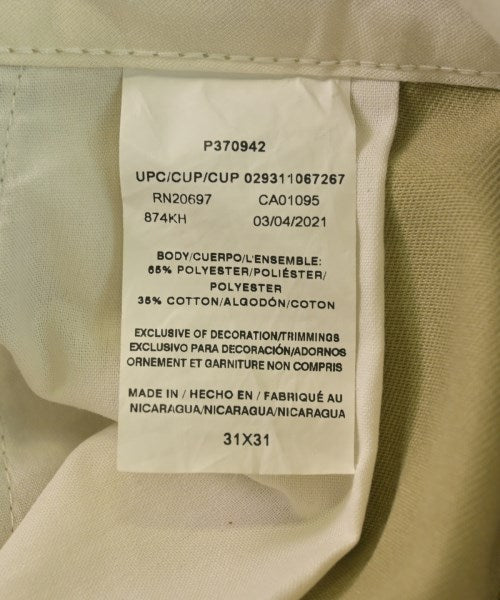 P370942
UPC/CUP/CUP 029311067267
RN20697 CA01095
874KH 03/04/2021
BODY/CUERPO/L'ENSEMBLE:
65% POLYESTER/POLIÉSTER/
POLYESTER
35% COTTON/ALGODÓN/COTON
EXCLUSIVE OF DECORATION/TRIMMINGS
EXCLUSIVO PARA DECORACIÓN/ADORNOS
ORNEMENT ET GARNITURE NON COMPRIS
MADE IN / HECHO EN / FABRIQUÉ AU
NICARAGUA/NICARAGUA/NICARAGUA
31X31